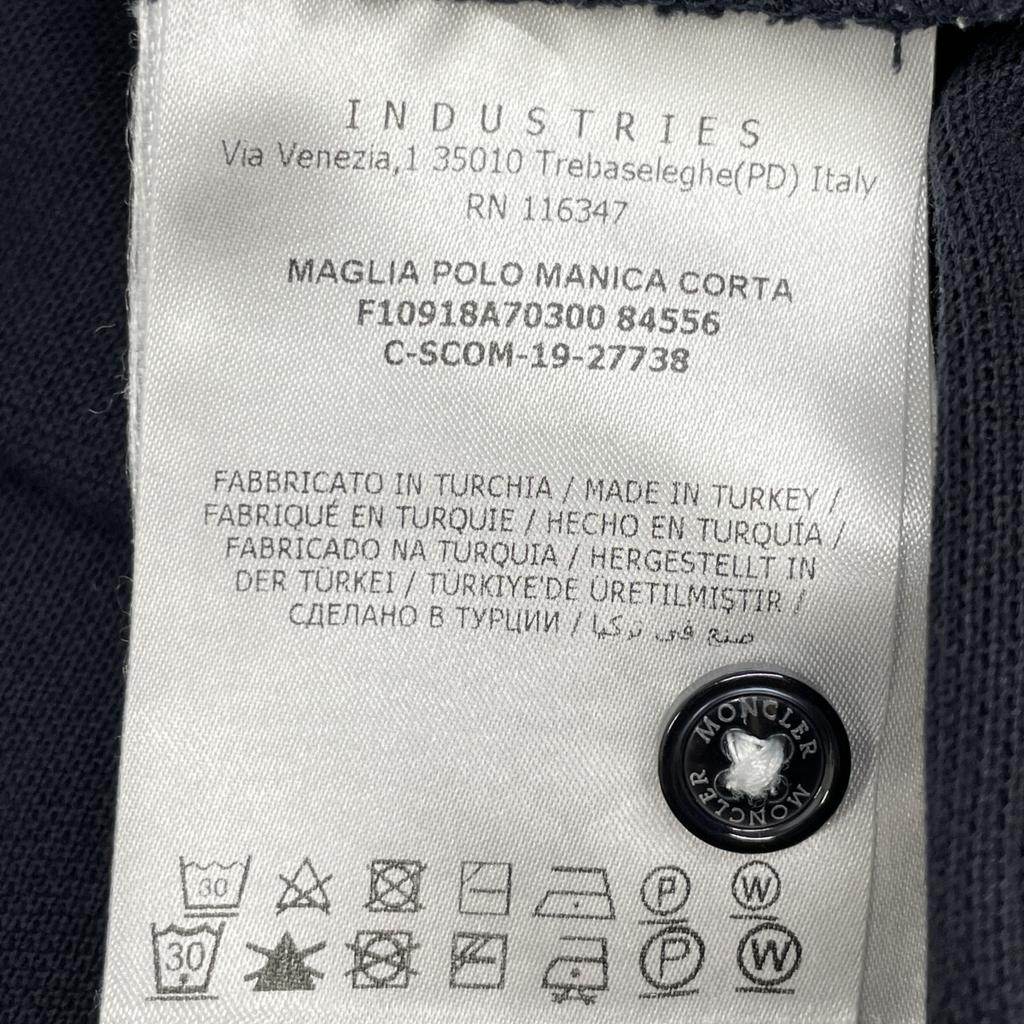 INDUSTRIES
Via Venezia,1 35010 Trebaseleghe(PD) Italy
RN 116347
MAGLIA POLO MANICA CORTA
F10918A70300 84556
C-SCOM-19-27738
FABBRICATO IN TURCHIA / MADE IN TURKEY /
FABRIQUÉ EN TURQUIE / HECHO EN TURQUÍA /
FABRICADO NA TURQUIA / HERGESTELLT IN
DER TÜRKEI / TÜRKIYE'DE ÜRETILMIŞTIR /
СДЕЛАНО В ТУРЦИИ / صنع في تركيا
MONCLER
MONCLER
30 P W
30 P W